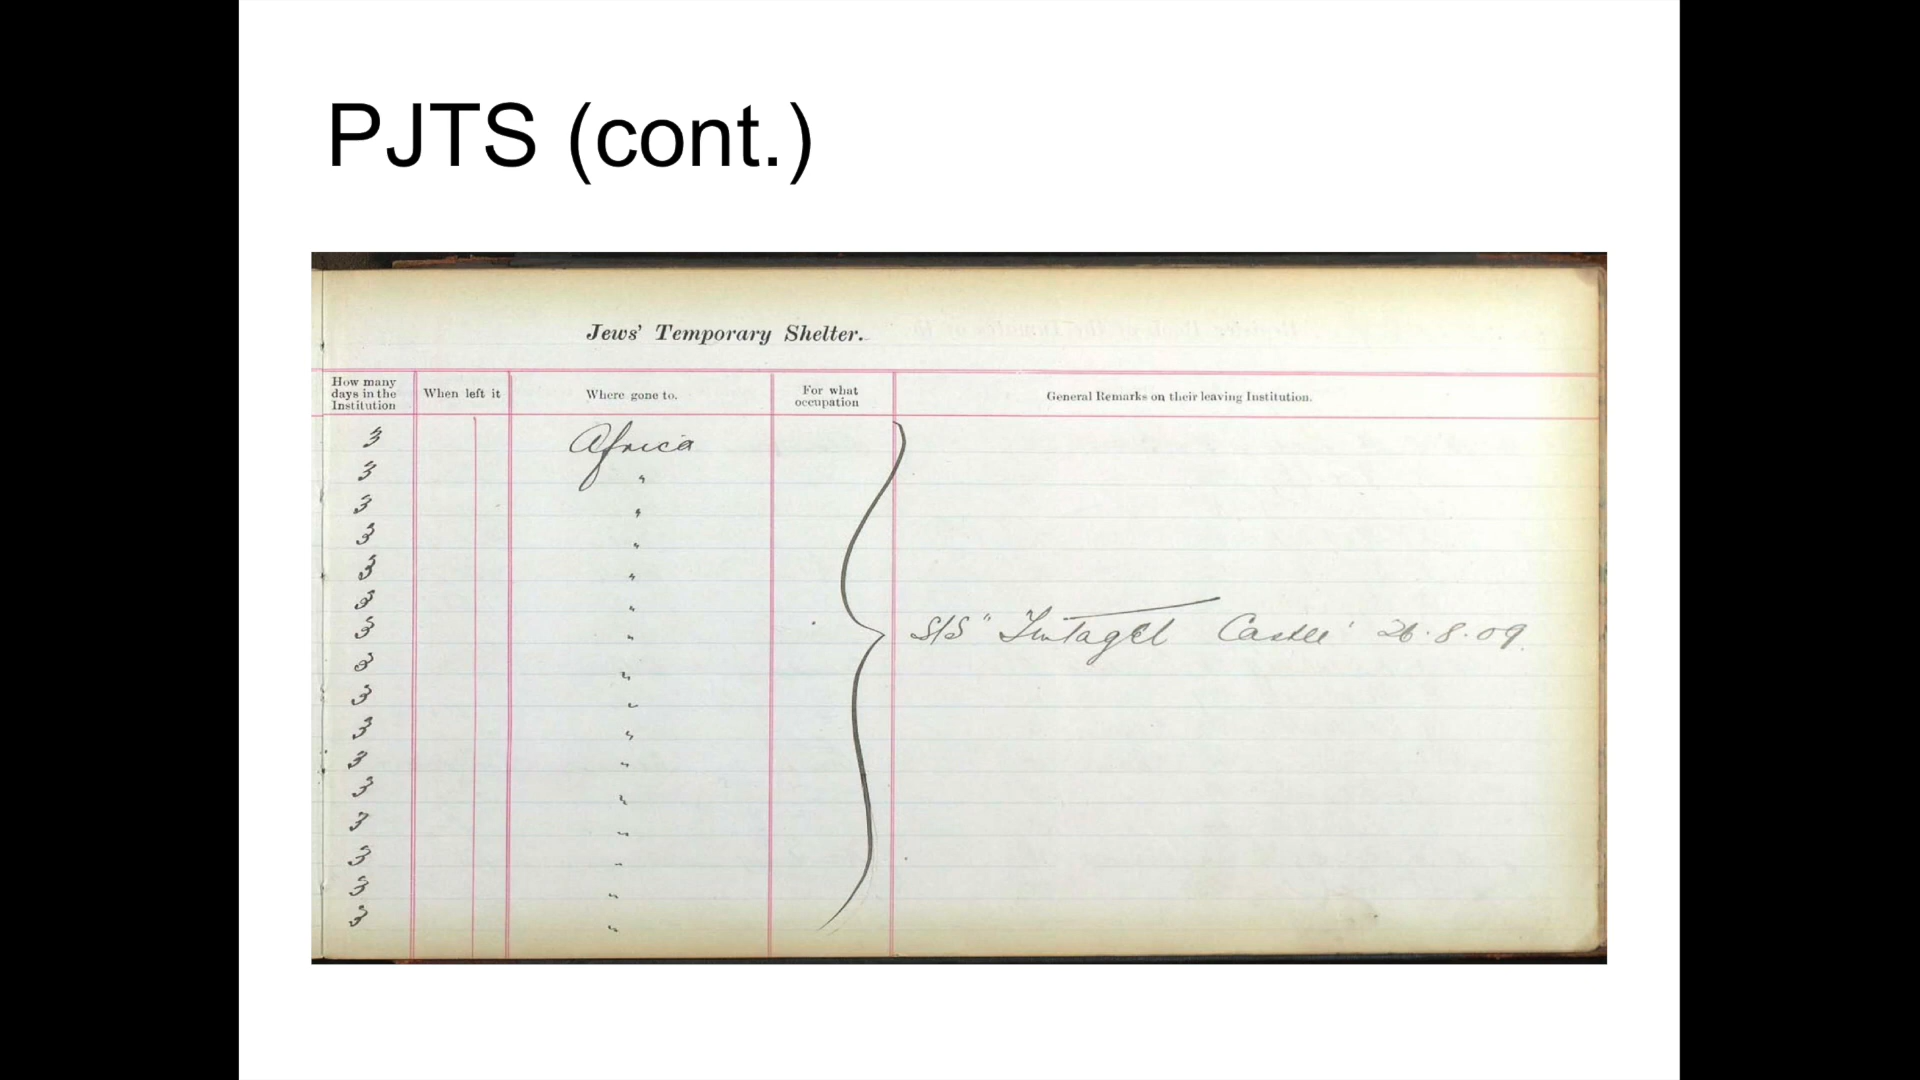 PJTS (cont.)
Jews' Temporary Shelter.
How many days in the Institution When left it Where gone to. For what occupation General Remarks on their leaving Institution.
3 Africa
3 "
3 "
3 "
3 "
3 "
3 " S/S "Tintagel Castle" 26.8.09.
3 "
3 "
3 "
3 "
3 "
3 "
3 "
3 "
3 "